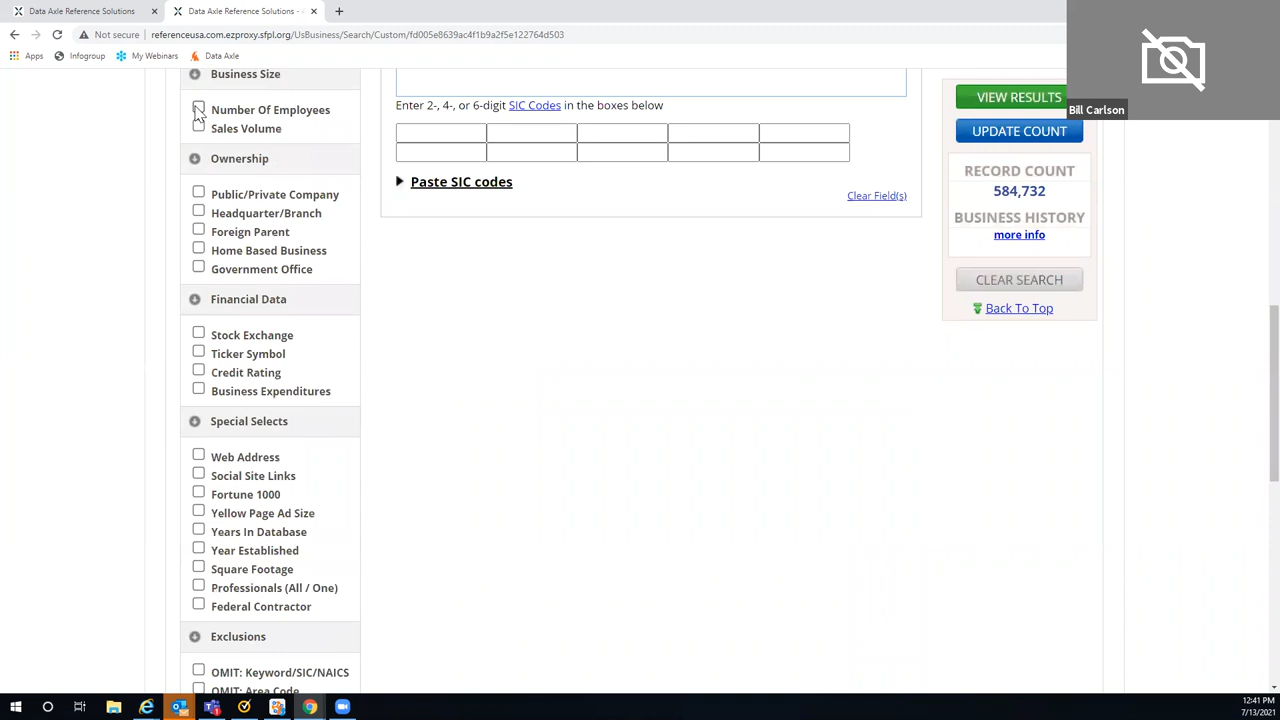 Data Axle Reference Solutions
Data Axle Reference Solutions -
Not secure | referenceusa.com.ezproxy.sfpl.org/UsBusiness/Search/Custom/fd005e8639ac4f1b9a2f5e122764d503
Apps Infogroup My Webinars Data Axle
Bill Carlson
Business Size
Number Of Employees
Sales Volume
Ownership
Public/Private Company
Headquarter/Branch
Foreign Parent
Home Based Business
Government Office
Financial Data
Stock Exchange
Ticker Symbol
Credit Rating
Business Expenditures
Special Selects
Web Address
Social Site Links
Fortune 1000
Yellow Page Ad Size
Years In Database
Year Established
Square Footage
Professionals (All / One)
Federal Contractor
Exclusions
OMIT: Keyword/SIC/NAICS
OMIT: Area Code
Enter 2-, 4-, or 6-digit SIC Codes in the boxes below
Paste SIC codes
Clear Field(s)
VIEW RESULTS
UPDATE COUNT
RECORD COUNT
584,732
BUSINESS HISTORY
more info
CLEAR SEARCH
Back To Top
12:41 PM
7/13/2021